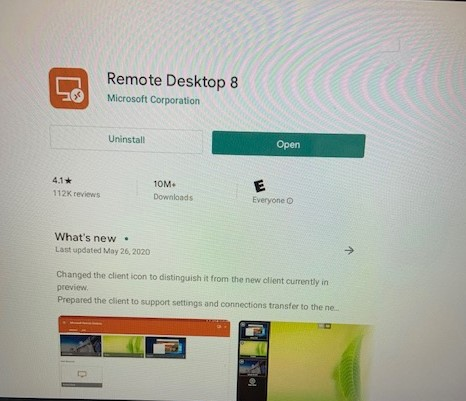 Remote Desktop 8
Microsoft Corporation
Uninstall
Open
4.1★
112K reviews
10M+
Downloads
E
Everyone
What's new •
Last updated May 26, 2020
Changed the client icon to distinguish it from the new client currently in
preview.
Prepared the client to support settings and connections transfer to the ne...